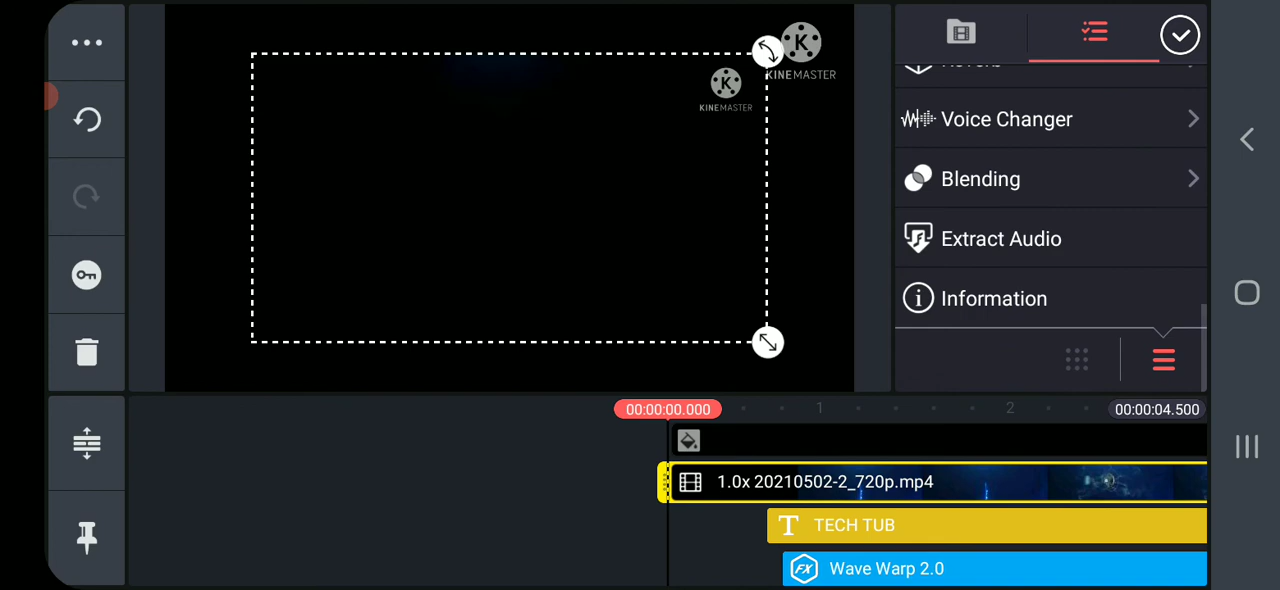 KINEMASTER
KINEMASTER
Voice Changer
Blending
Extract Audio
Information
00:00:00.000
1
2
00:00:04.500
1.0x 20210502-2_720p.mp4
T TECH TUB
FX Wave Warp 2.0